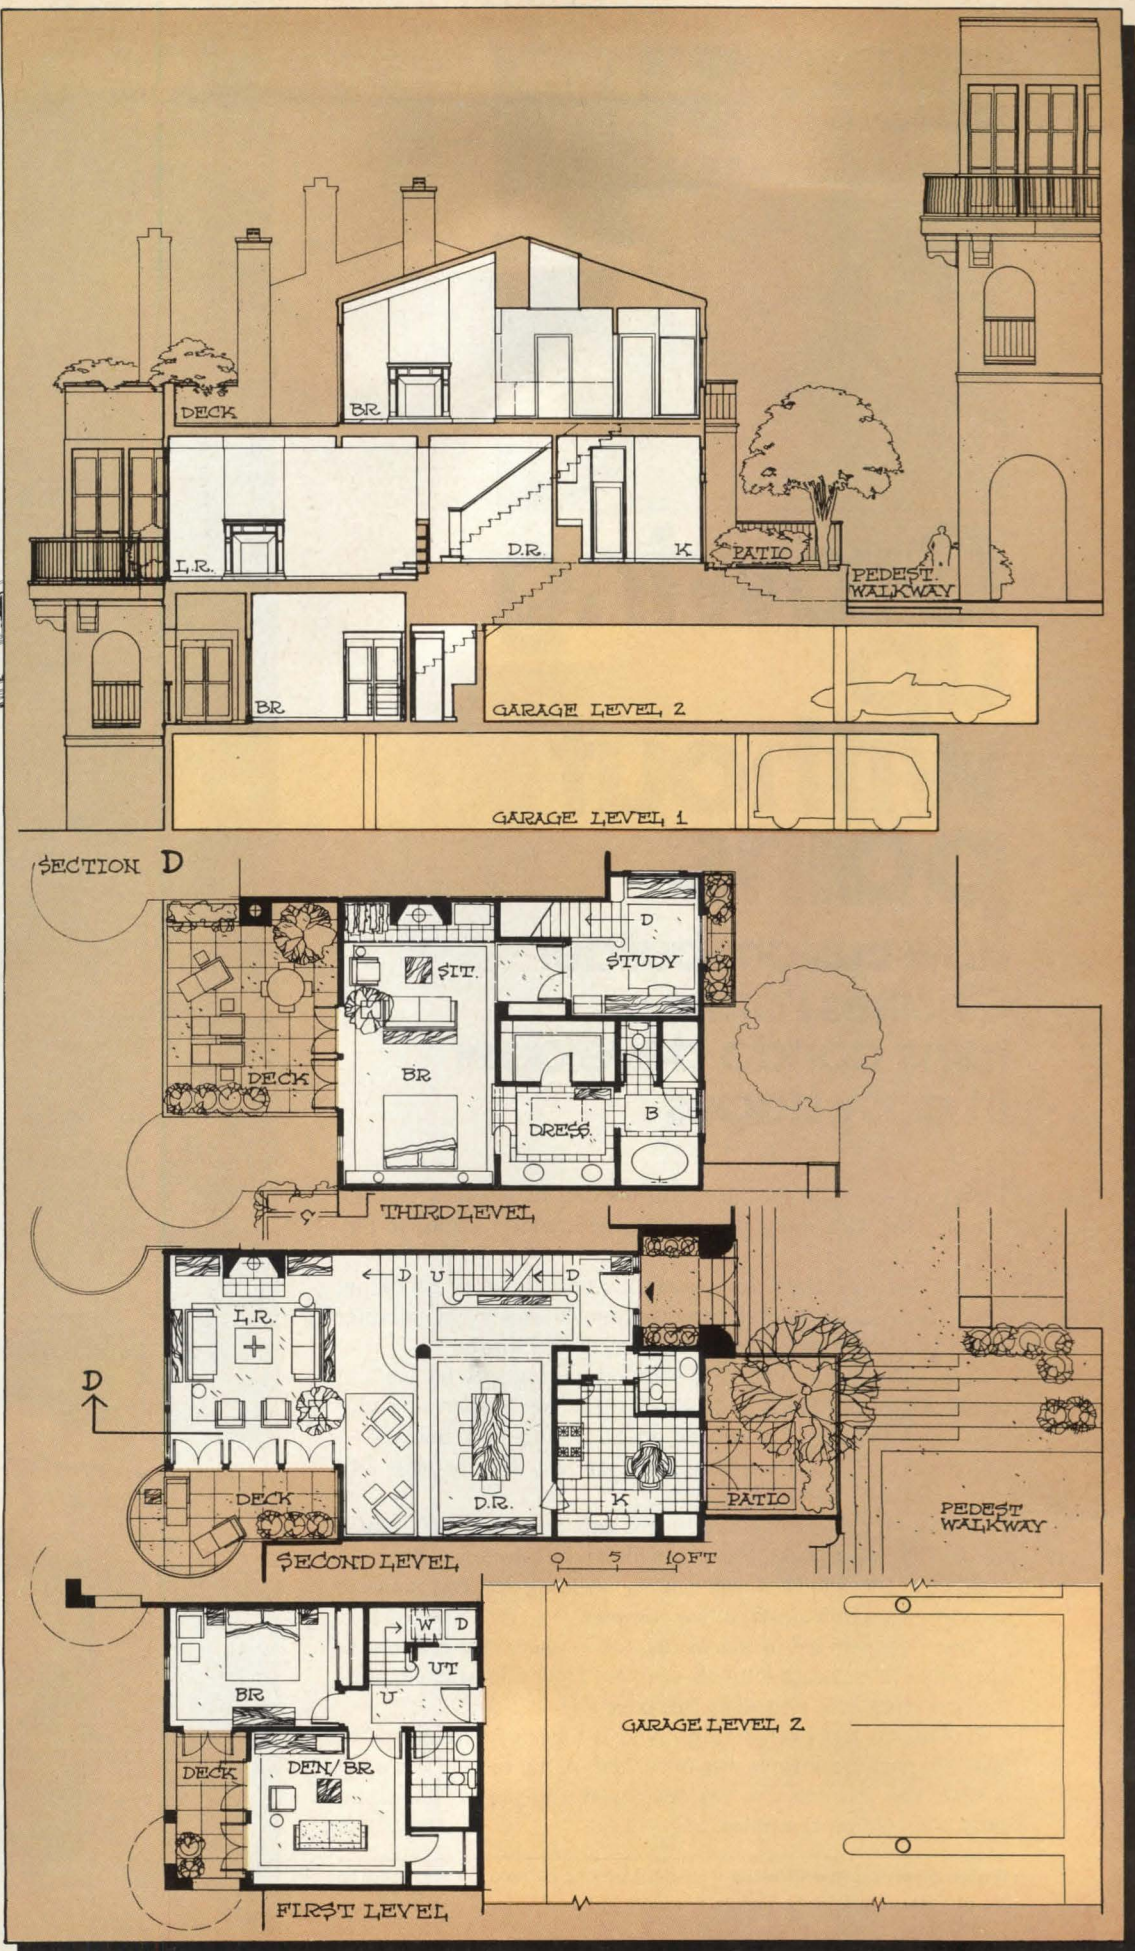 DECK
BR
L.R.
D.R.
K
PATIO
PEDEST.
WALKWAY
BR
GARAGE LEVEL 2
GARAGE LEVEL 1
SECTION D
D
SIT.
STUDY
BR
DECK
DRESS.
B
THIRD LEVEL
D U D
L.R.
D
DECK
D.R.
K
PATIO
PEDEST
WALKWAY
SECOND LEVEL
0 5 10 FT
W D
UT
BR
U
GARAGE LEVEL 2
DECK
DEN/BR
FIRST LEVEL